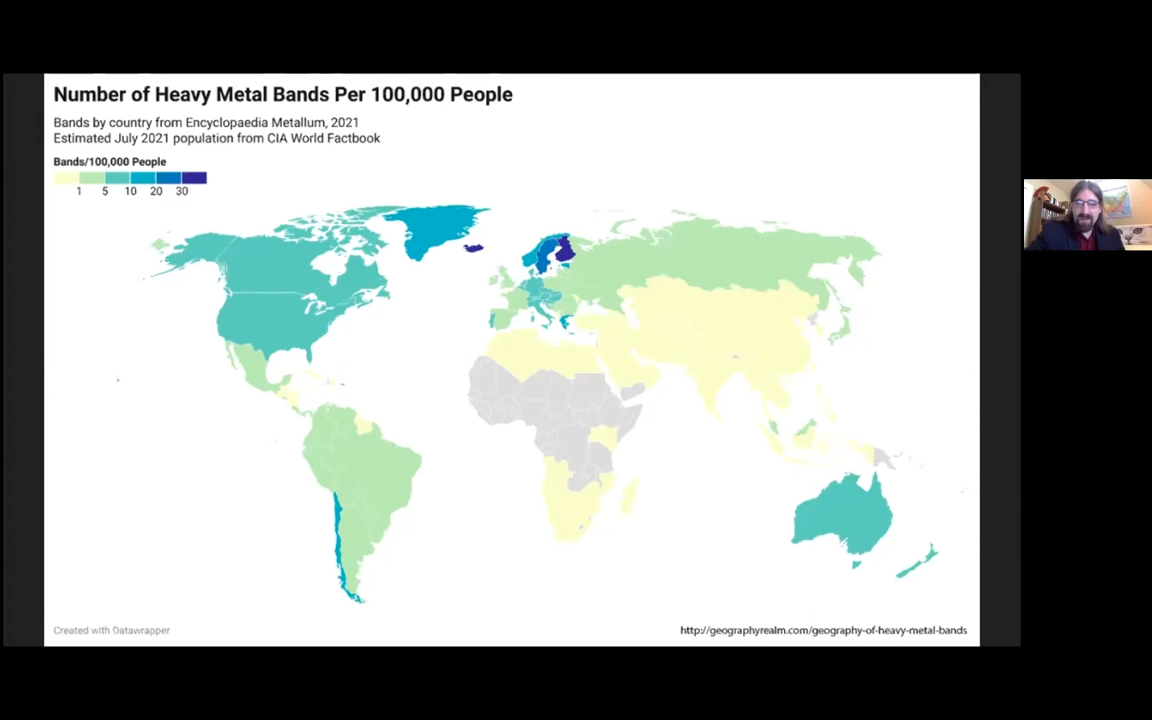 Number of Heavy Metal Bands Per 100,000 People
Bands by country from Encyclopaedia Metallum, 2021
Estimated July 2021 population from CIA World Factbook
Bands/100,000 People
1 5 10 20 30
Created with Datawrapper
http://geographyrealm.com/geography-of-heavy-metal-bands